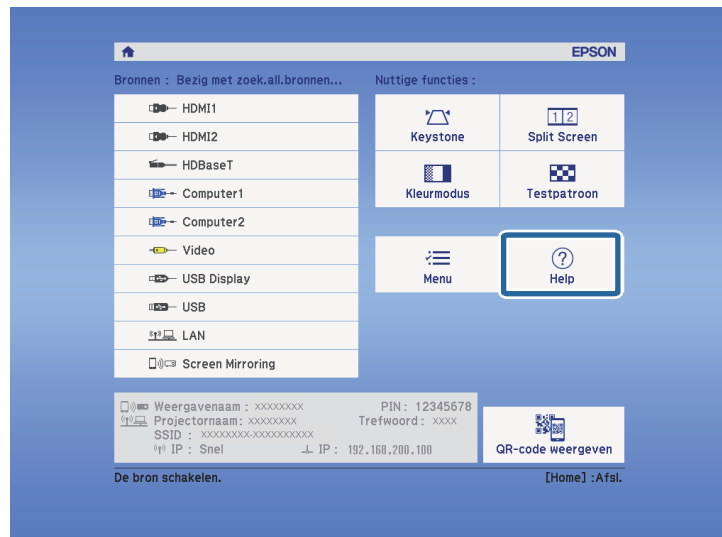 EPSON
Bronnen : Bezig met zoek.all.bronnen...
HDMI1
HDMI2
HDBaseT
Computer1
Computer2
Video
USB Display
USB
LAN
Screen Mirroring
Nuttige functies :
Keystone
1 2
Split Screen
Kleurmodus
Testpatroon
Menu
?
Help
Weergavenaam : XXXXXXXX
PIN : 12345678
Projectornaam: XXXXXXXX
Trefwoord : XXXX
SSID : XXXXXXXX-XXXXXXXXXX
IP : Snel
IP : 192.168.200.100
QR-code weergeven
De bron schakelen.
[Home] :Afsl.